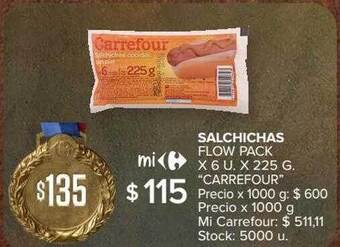 Carrefour
6
225g
$135
mi
$115
SALCHICHAS
FLOW PACK
X 6 U. X 225 G.
“CARREFOUR”
Precio x 1000 g: $ 600
Precio x 1000 g
Mi Carrefour: $ 511,11
Stock: 5000 u.